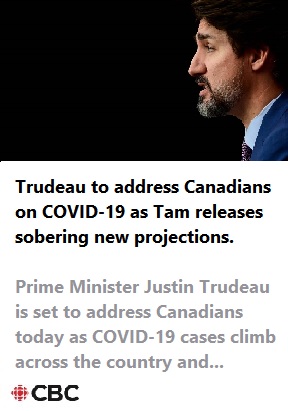 Trudeau to address Canadians
on COVID-19 as Tam releases
sobering new projections.
Prime Minister Justin Trudeau
is set to address Canadians
today as COVID-19 cases climb
across the country and...
CBC